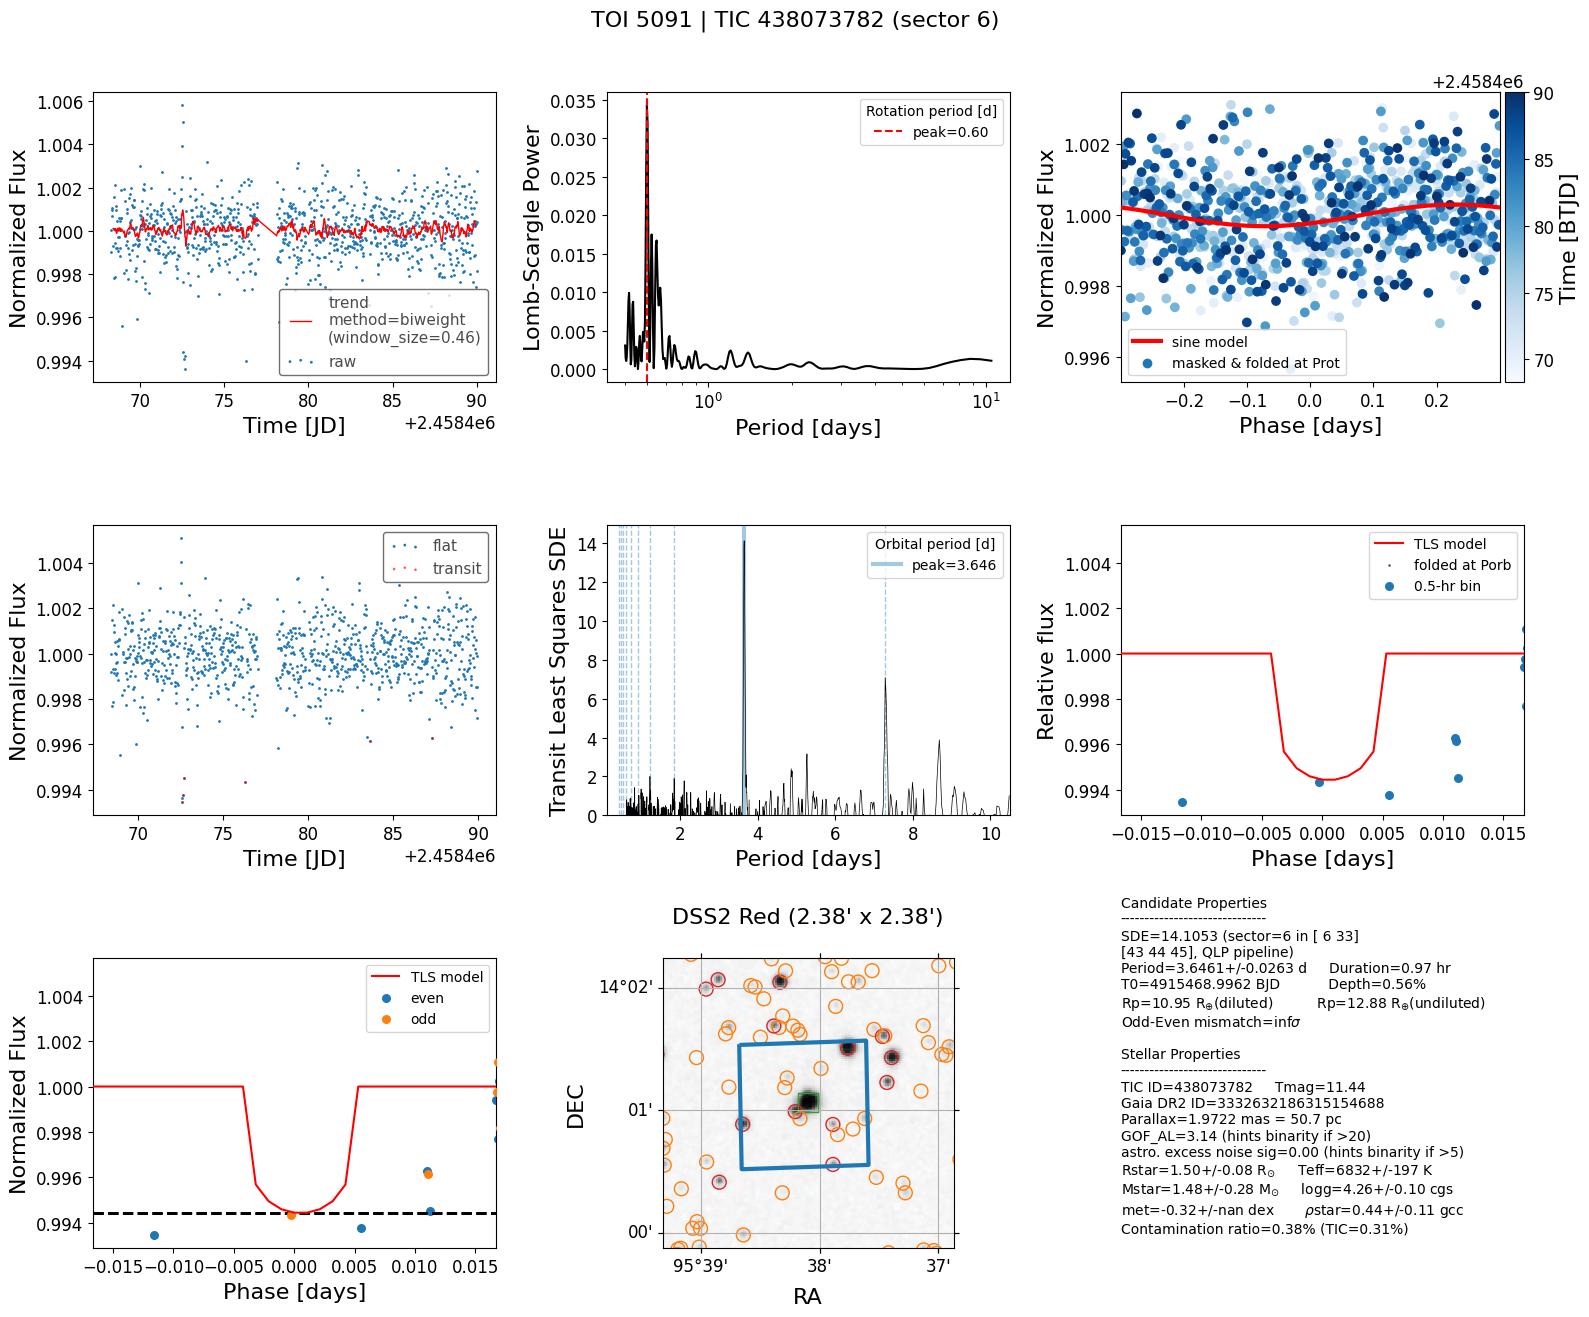 TOI 5091 | TIC 438073782 (sector 6)
Normalized Flux
1.006
1.004
1.002
1.000
0.998
0.996
0.994
trend
method=biweight
(window_size=0.46)
raw
70
75
80
85
90
Time [JD]
+2.4584e6
Lomb-Scargle Power
0.035
0.030
0.025
0.020
0.015
0.010
0.005
0.000
Rotation period [d]
peak=0.60
10⁰
10¹
Period [days]
+2.4584e6
Normalized Flux
1.002
1.000
0.998
0.996
sine model
masked & folded at Prot
−0.2
−0.1
0.0
0.1
0.2
Phase [days]
90
85
80
75
70
Time [BTJD]
Normalized Flux
1.004
1.002
1.000
0.998
0.996
0.994
flat
transit
70
75
80
85
90
Time [JD]
+2.4584e6
Transit Least Squares SDE
14
12
10
8
6
4
2
0
Orbital period [d]
peak=3.646
2
4
6
8
10
Period [days]
Relative flux
1.004
1.002
1.000
0.998
0.996
0.994
TLS model
folded at Porb
0.5-hr bin
−0.015
−0.010
−0.005
0.000
0.005
0.010
0.015
Phase [days]
Normalized Flux
1.004
1.002
1.000
0.998
0.996
0.994
TLS model
even
odd
−0.015
−0.010
−0.005
0.000
0.005
0.010
0.015
Phase [days]
DSS2 Red (2.38' x 2.38')
DEC
14°02'
01'
00'
95°39'
38'
37'
RA
Candidate Properties
-------------------------------
SDE=14.1053 (sector=6 in [ 6 33]
[43 44 45], QLP pipeline)
Period=3.6461+/-0.0263 d     Duration=0.97 hr
T0=4915468.9962 BJD     Depth=0.56%
Rp=10.95 R⊕(diluted)     Rp=12.88 R⊕(undiluted)
Odd-Even mismatch=infσ
Stellar Properties
-------------------------------
TIC ID=438073782     Tmag=11.44
Gaia DR2 ID=3332632186315154688
Parallax=1.9722 mas = 50.7 pc
GOF_AL=3.14 (hints binarity if >20)
astro. excess noise sig=0.00 (hints binarity if >5)
Rstar=1.50+/-0.08 R☉     Teff=6832+/-197 K
Mstar=1.48+/-0.28 M☉     logg=4.26+/-0.10 cgs
met=-0.32+/-nan dex     ρstar=0.44+/-0.11 gcc
Contamination ratio=0.38% (TIC=0.31%)